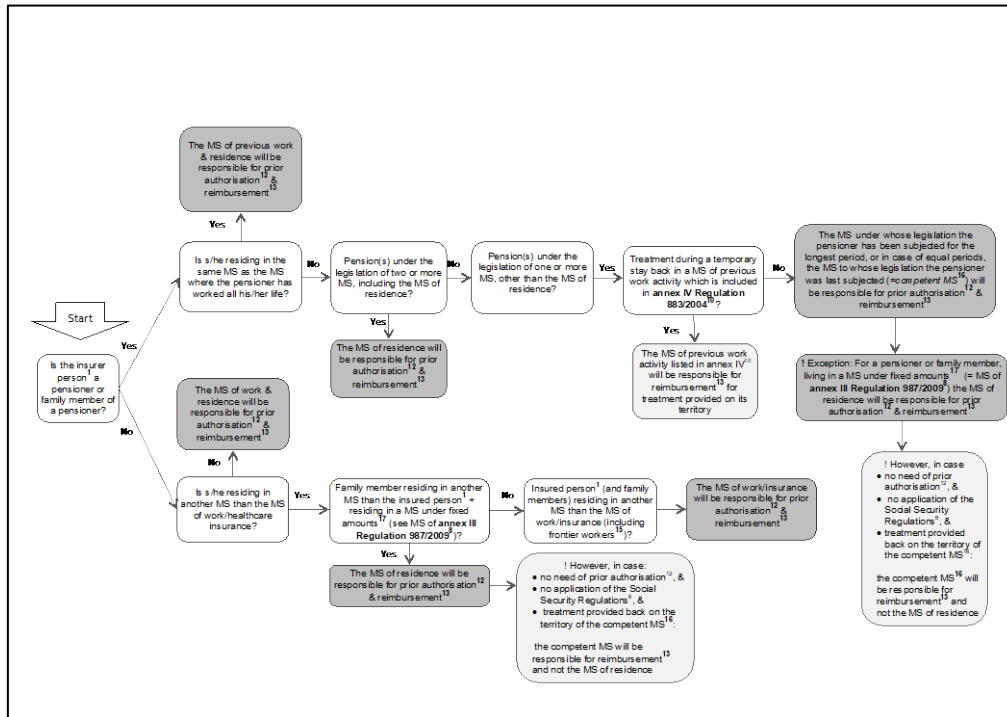 The MS of previous work
& residence will be
responsible for prior
authorisation12 &
reimbursement13
Yes
Start
Is the insurer
person1 a
pensioner or
family member of
a pensioner?
Yes
No
Is s/he residing in the
same MS as the MS
where the pensioner has
worked all his/her life?
No
Pension(s) under the
legislation of two or more
MS, including the MS of
residence?
No
Pension(s) under the
legislation of one or more
MS, other than the MS of
residence?
Yes
Treatment during a temporary
stay back in a MS of previous
work activity which is included
in annex IV Regulation
883/200410?
No
The MS under whose legislation the
pensioner has been subjected for the
longest period, or in case of equal periods,
the MS to whose legislation the pensioner
was last subjected (=competent MS16) will
be responsible for prior authorisation12 &
reimbursement13
Yes
The MS of residence will
be responsible for prior
authorisation12 &
reimbursement13
Yes
The MS of previous work
activity listed in annex IV10
will be responsible for
reimbursement13 for
treatment provided on its
territory
! Exception: For a pensioner or family member,
living in a MS under fixed amounts17 (= MS of
annex III Regulation 987/20098) the MS of
residence will be responsible for prior
authorisation12 & reimbursement13
! However, in case
• no need of prior
authorisation12, &
• no application of the
Social Security
Regulations6, &
• treatment provided
back on the territory of
the competent MS16:
the competent MS16 will
be responsible for
reimbursement13 and
not the MS of residence
The MS of work &
residence will be
responsible for prior
authorisation12 &
reimbursement13
No
Is s/he residing in
another MS than the MS
of work/healthcare
insurance?
Yes
Family member residing in another
MS than the insured person1 +
residing in a MS under fixed
amounts17 (see MS of annex III
Regulation 987/20098)?
No
Insured person1 (and family
members) residing in another
MS than the MS of
work/insurance (including
frontier workers15)?
The MS of work/insurance
will be responsible for prior
authorisation12 &
reimbursement13
Yes
The MS of residence will be
responsible for prior authorisation12
& reimbursement13
! However, in case:
• no need of prior authorisation12, &
• no application of the Social
Security Regulations6, &
• treatment provided back on the
territory of the competent MS16:
the competent MS will be
responsible for reimbursement13
and not the MS of residence